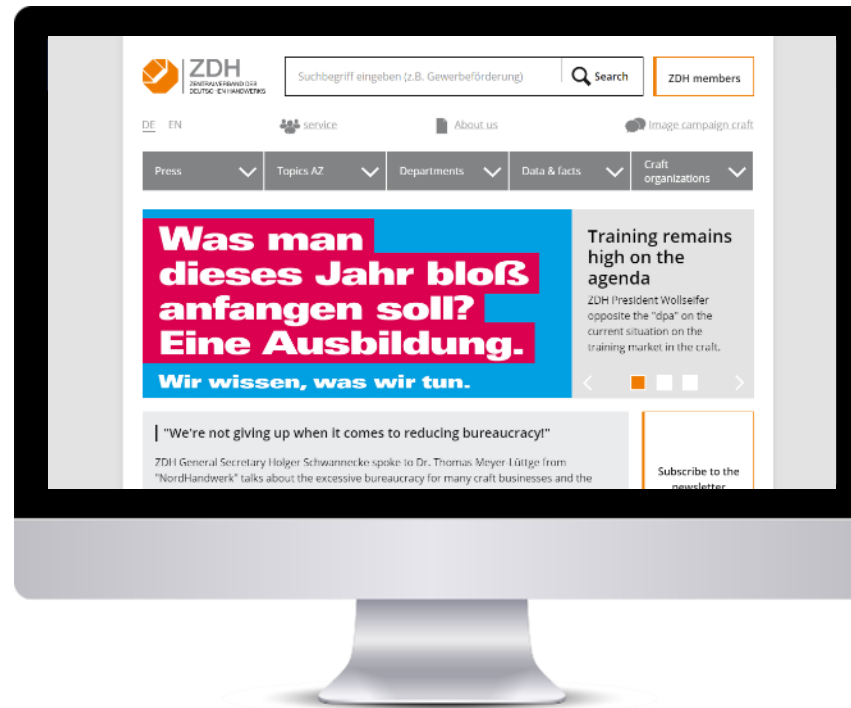 ZDH
ZENTRALVERBAND DES
DEUTSCHEN HANDWERKS
Suchbegriff eingeben (z.B. Gewerbeförderung)
Search
ZDH members
DE EN
service
About us
Image campaign craft
Press
Topics AZ
Departments
Data & facts
Craft
organizations
Was man
dieses Jahr bloß
anfangen soll?
Eine Ausbildung.
Wir wissen, was wir tun.
Training remains
high on the
agenda
ZDH President Wollseifer
opposite the "dpa" on the
current situation on the
training market in the craft.
"We're not giving up when it comes to reducing bureaucracy!"
ZDH General Secretary Holger Schwannecke spoke to Dr. Thomas Meyer-Lüttge from
"NordHandwerk" talks about the excessive bureaucracy for many craft businesses and the
Subscribe to the
newsletter